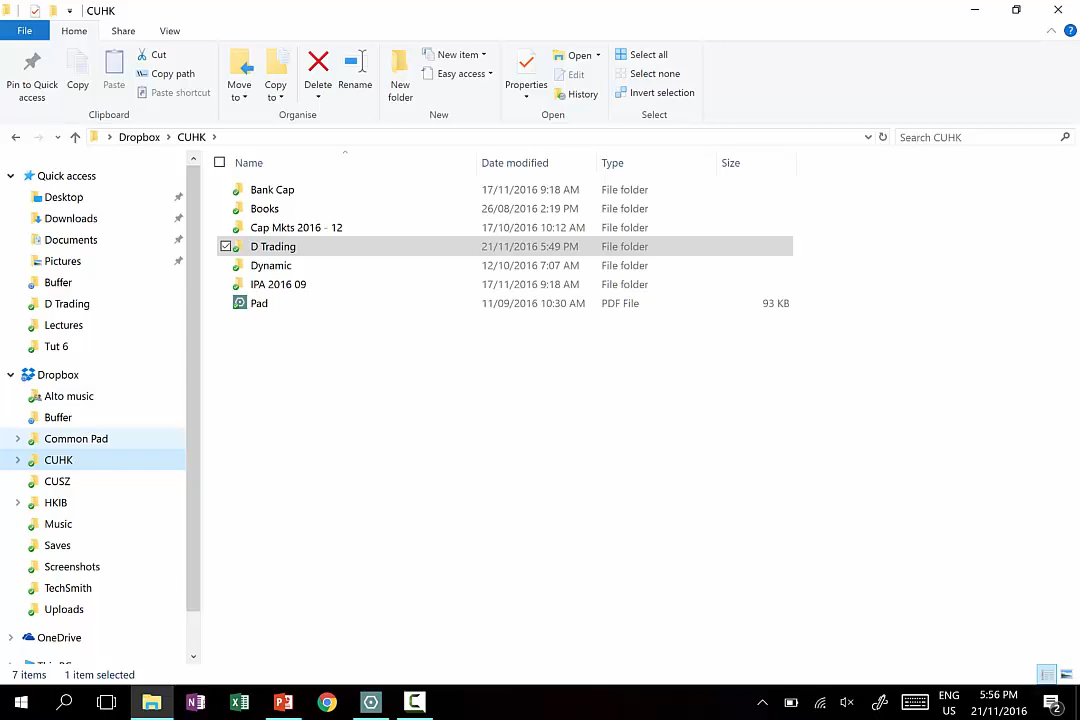 CUHK
File
Home
Share
View
Pin to Quick access
Copy
Paste
Cut
Copy path
Paste shortcut
Clipboard
Move to
Copy to
Delete
Rename
Organise
New folder
New item
Easy access
New
Properties
Open
Edit
History
Open
Select all
Select none
Invert selection
Select
Dropbox
CUHK
Search CUHK
Name
Date modified
Type
Size
Bank Cap 17/11/2016 9:18 AM File folder
Books 26/08/2016 2:19 PM File folder
Cap Mkts 2016 - 12 17/10/2016 10:12 AM File folder
D Trading 21/11/2016 5:49 PM File folder
Dynamic 12/10/2016 7:07 AM File folder
IPA 2016 09 17/11/2016 9:18 AM File folder
Pad 11/09/2016 10:30 AM PDF File 93 KB
Quick access
Desktop
Downloads
Documents
Pictures
Buffer
D Trading
Lectures
Tut 6
Dropbox
Alto music
Buffer
Common Pad
CUHK
CUSZ
HKIB
Music
Saves
Screenshots
TechSmith
Uploads
OneDrive
7 items 1 item selected
ENG
US
5:56 PM
21/11/2016
2